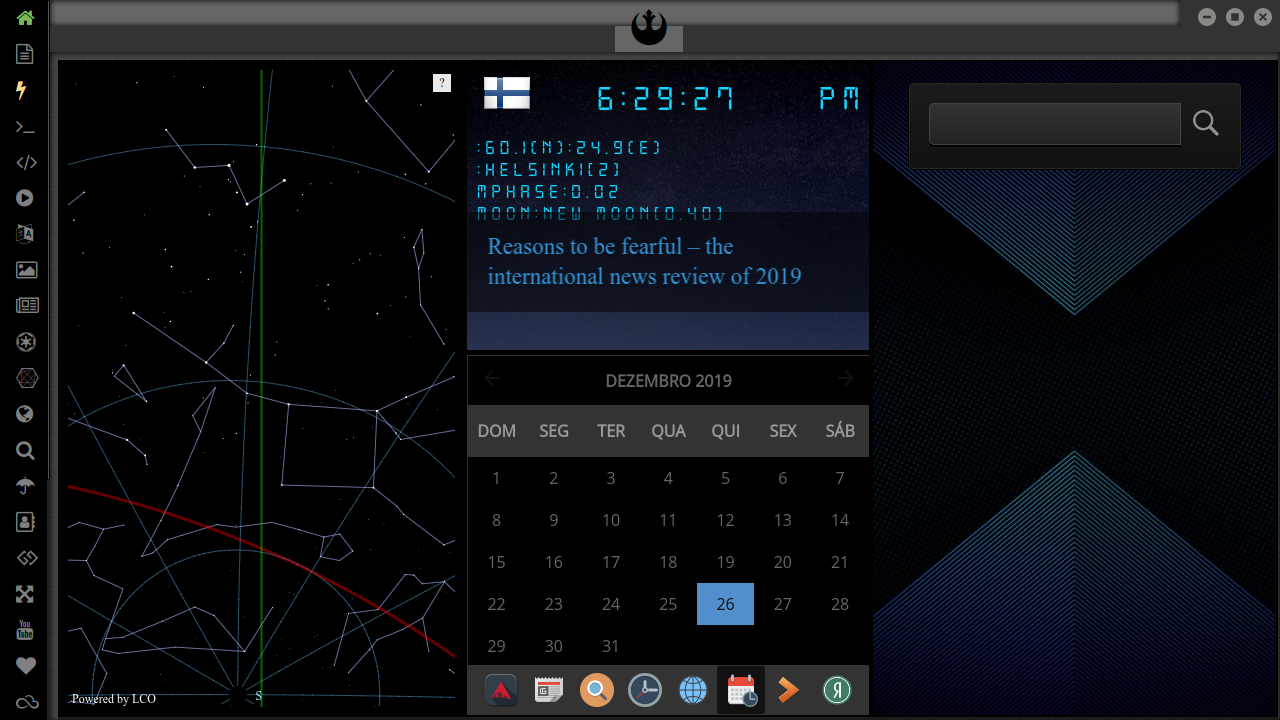 ?
6:29:27 PM
:60.1(N):24.9(E)
:HELSINKI(2)
MPHASE:0.02
MOON:NEW MOON(0.40)
Reasons to be fearful – the
international news review of 2019
DEZEMBRO 2019
DOM SEG TER QUA QUI SEX SÁB
1 2 3 4 5 6 7
8 9 10 11 12 13 14
15 16 17 18 19 20 21
22 23 24 25 26 27 28
29 30 31
Powered by LCO
S
You
Tube
Я